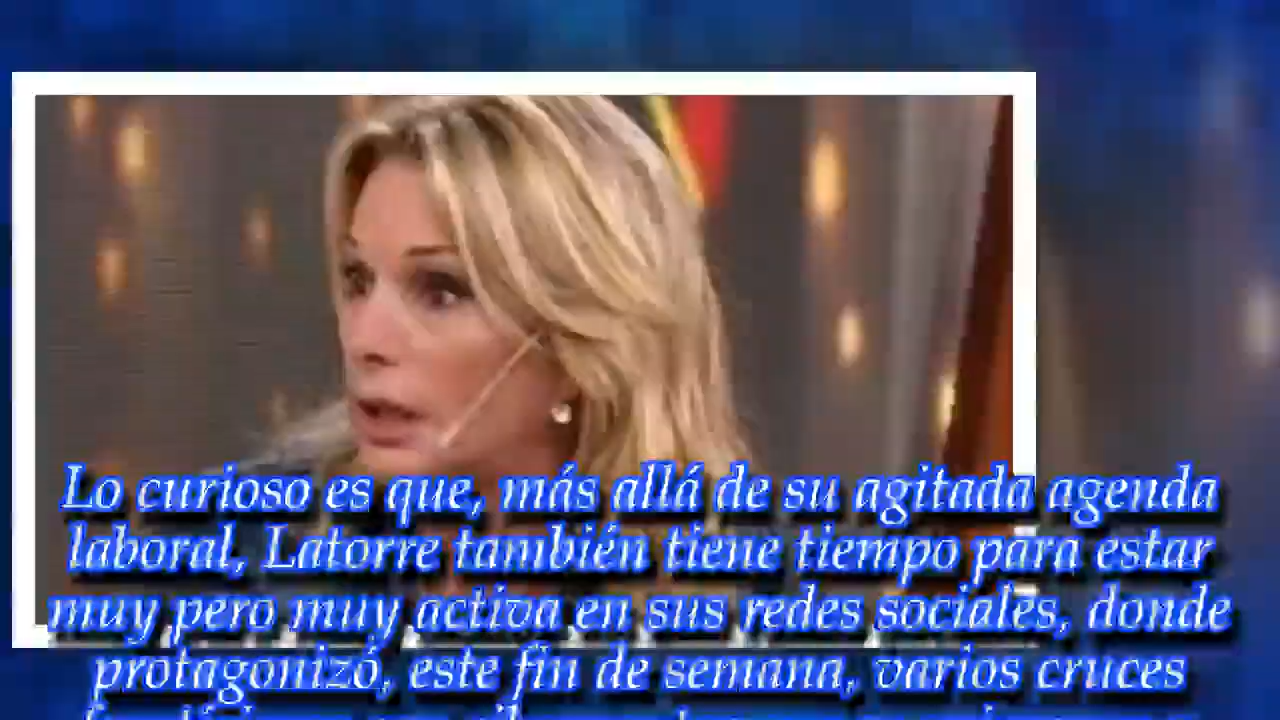 Lo curioso es que, más allá de su agitada agenda
laboral, Latorre también tiene tiempo para estar
muy pero muy activa en sus redes sociales, donde
protagonizó, este fin de semana, varios cruces